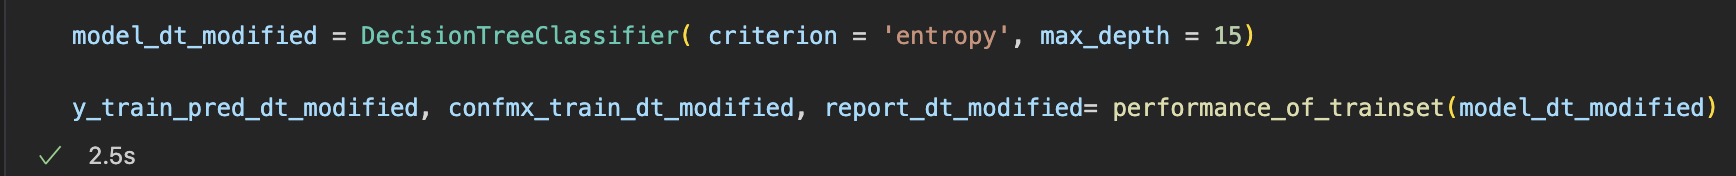 model_dt_modified = DecisionTreeClassifier( criterion = 'entropy', max_depth = 15)
y_train_pred_dt_modified, confmx_train_dt_modified, report_dt_modified= performance_of_trainset(model_dt_modified)
✓ 2.5s